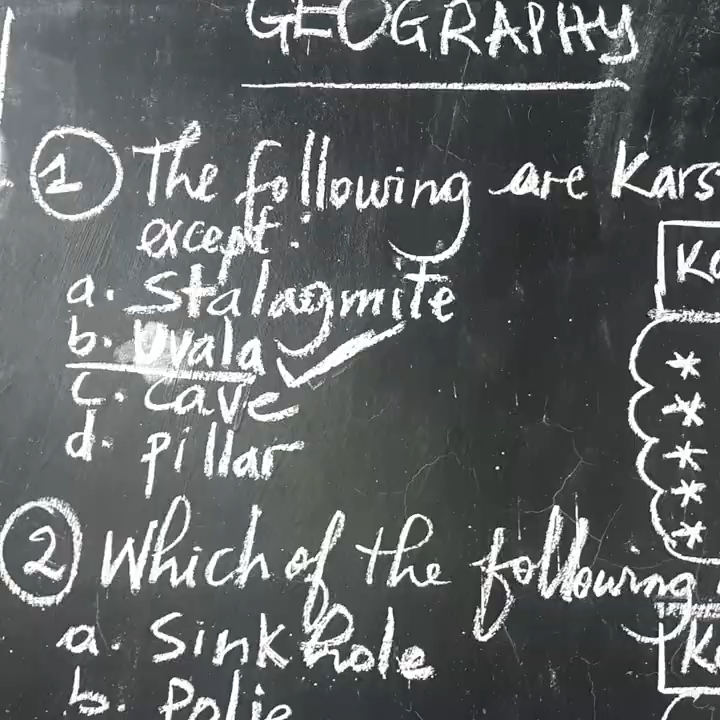 GEOGRAPHY
1 The following are Kars
except:
a. Stalagmite
b. Uvala
c. cave
d. pillar
2 Which of the following
a. Sink hole
b. Polje